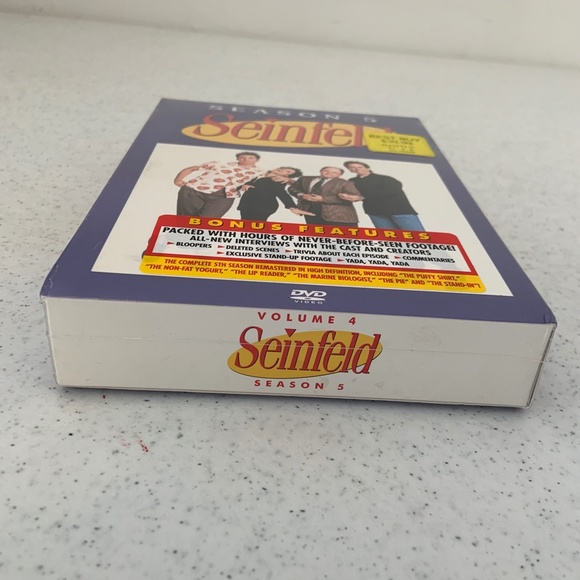 SEASON 5
Seinfeld
BEST BUY
BONUS FEATURES
PACKED WITH HOURS OF NEVER-BEFORE-SEEN FOOTAGE!
ALL-NEW INTERVIEWS WITH THE CAST AND CREATORS
► BLOOPERS ► DELETED SCENES ► TRIVIA ABOUT EACH EPISODE ► COMMENTARIES
► EXCLUSIVE STAND-UP FOOTAGE ► YADA, YADA, YADA
THE COMPLETE 5TH SEASON REMASTERED IN HIGH DEFINITION, INCLUDING "THE PUFFY SHIRT,"
"THE NON-FAT YOGURT," "THE LIP READER," "THE MARINE BIOLOGIST," "THE PIE" AND "THE STAND-IN"!
DVD
VIDEO
VOLUME 4
Seinfeld
SEASON 5